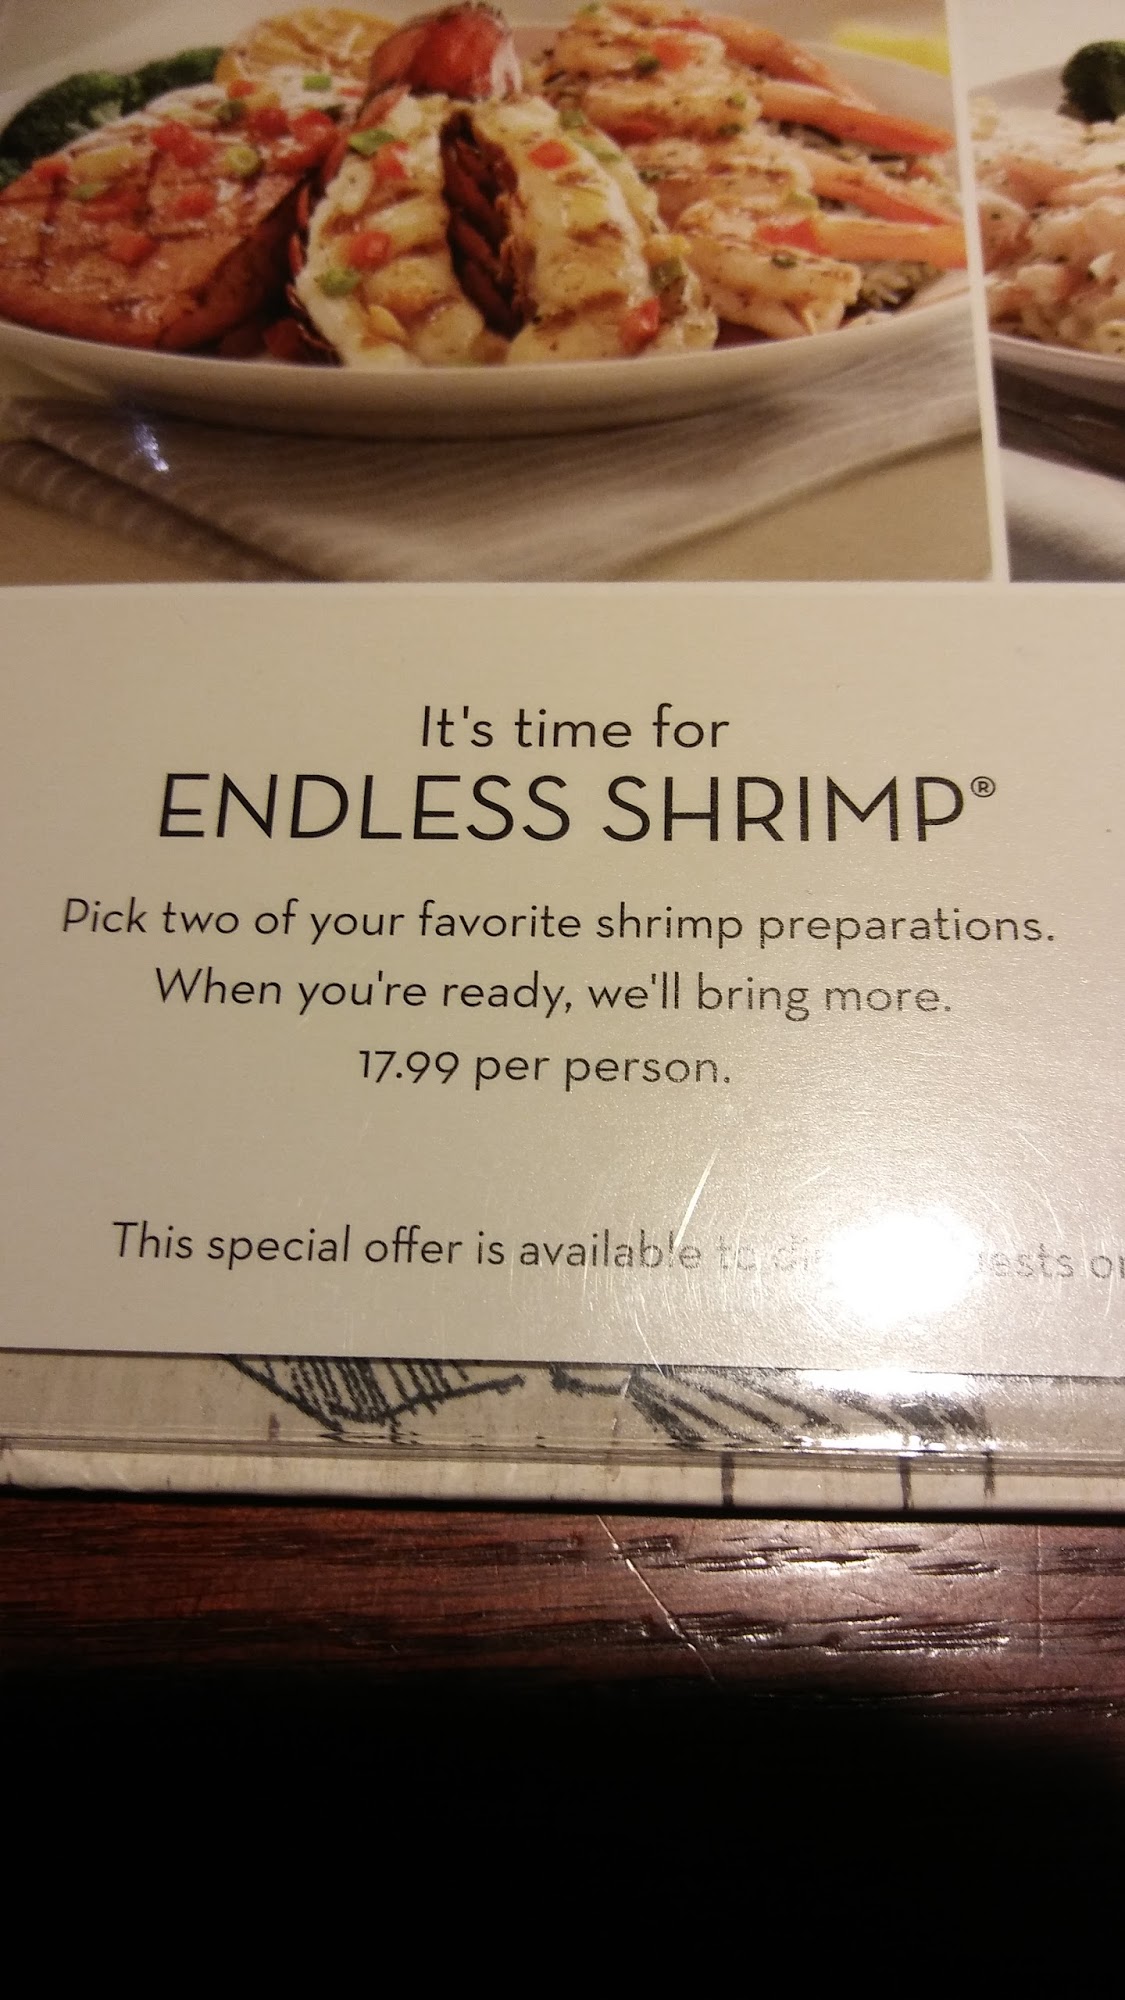 It's time for
ENDLESS SHRIMP®
Pick two of your favorite shrimp preparations.
When you're ready, we'll bring more.
17.99 per person.
This special offer is available to